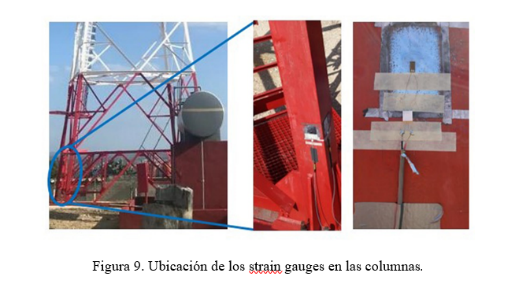 Figura 9. Ubicación de los strain gauges en las columnas.